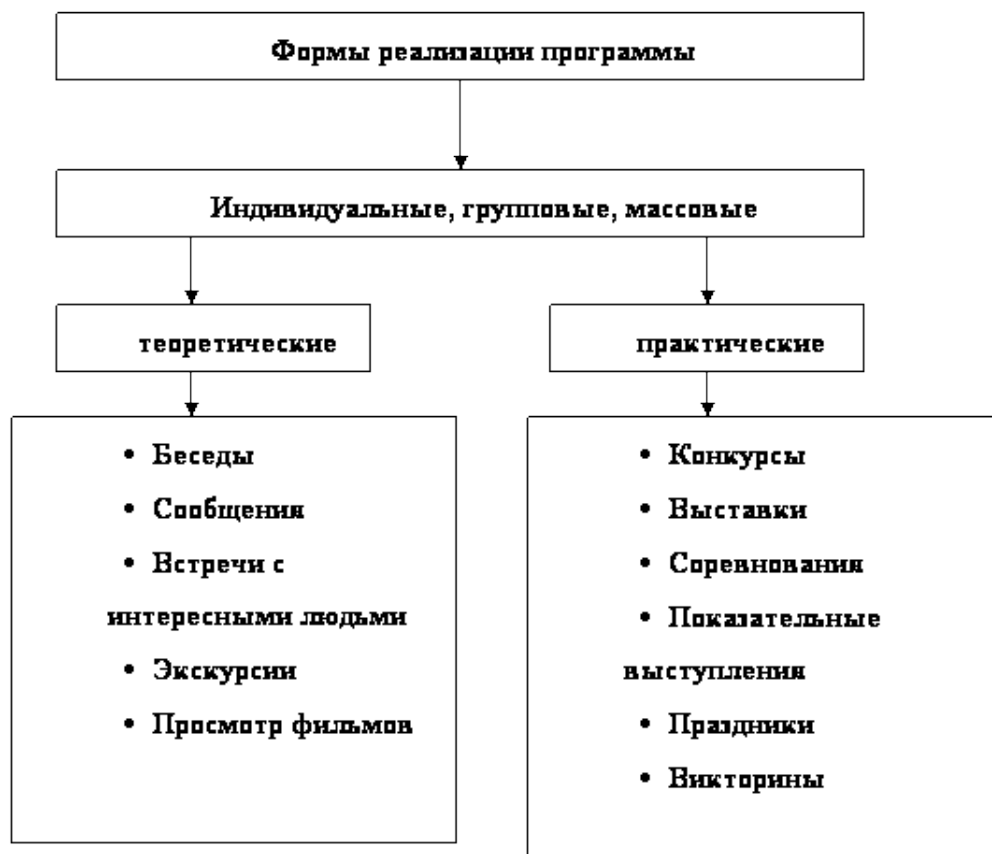 Формы реализации программы
Индивидуальные, групповые, массовые
теоретические
практические
• Беседы
• Сообщения
• Встречи с
интересными людьми
• Экскурсии
• Просмотр фильмов
• Конкурсы
• Выставки
• Соревнования
• Показательные
выступления
• Праздники
• Викторины